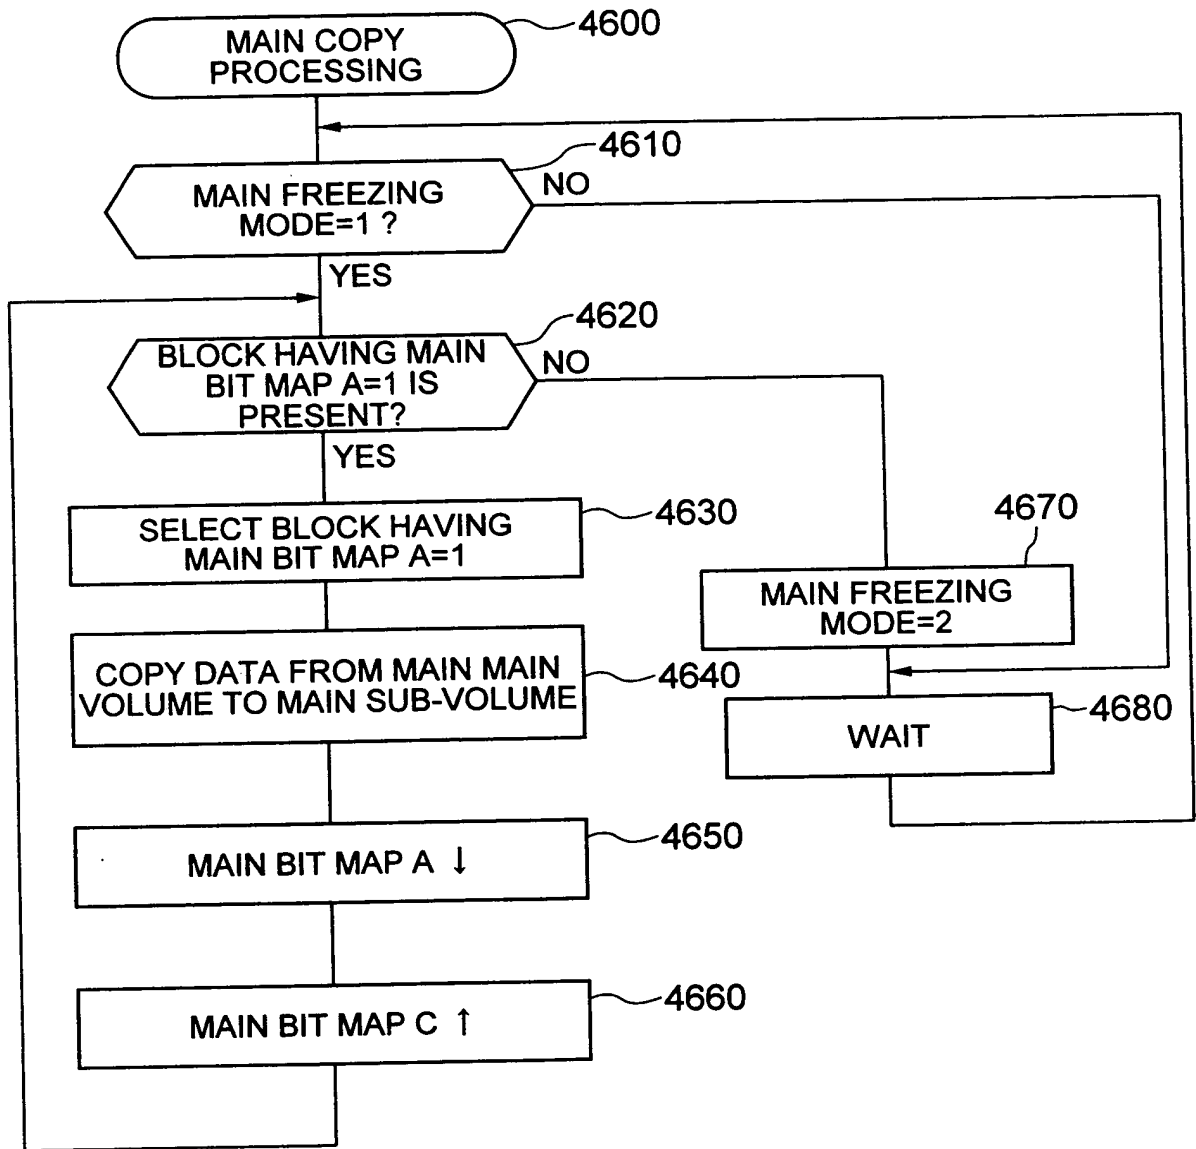 MAIN COPY
PROCESSING
4600
MAIN FREEZING
MODE=1 ?
4610
NO
YES
BLOCK HAVING MAIN
BIT MAP A=1 IS
PRESENT?
4620
NO
YES
SELECT BLOCK HAVING
MAIN BIT MAP A=1
4630
COPY DATA FROM MAIN MAIN
VOLUME TO MAIN SUB-VOLUME
4640
MAIN BIT MAP A ↓
4650
MAIN BIT MAP C ↑
4660
MAIN FREEZING
MODE=2
4670
WAIT
4680